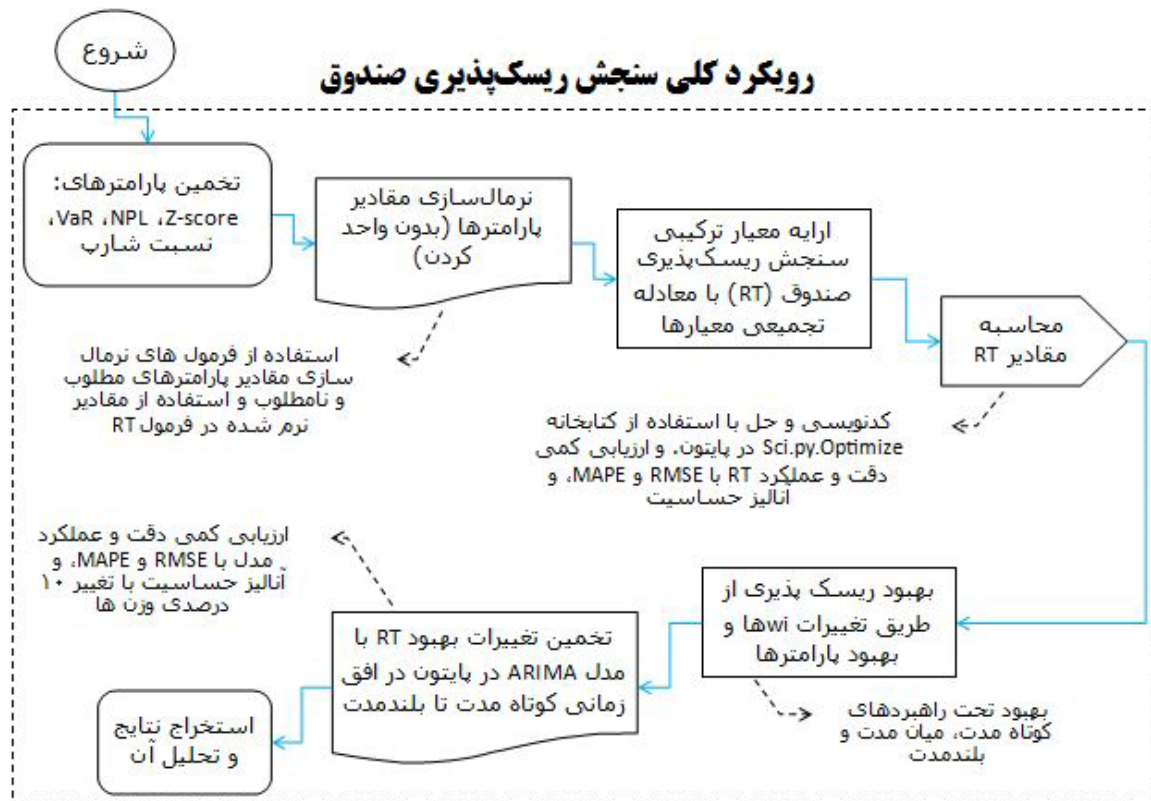 شروع
رویکرد کلی سنجش ریسک‌پذیری صندوق
تخمین پارامترهای:
VaR ،NPL ،Z-score،
نسبت شارپ
نرمال‌سازی مقادیر
پارامترها (بدون واحد
کردن)
ارایه معیار ترکیبی
سنجش ریسک‌پذیری
صندوق (RT) با معادله
تجمیعی معیارها
محاسبه
مقادیر RT
استفاده از فرمول های نرمال
سازی مقادیر پارامترهای مطلوب
و نامطلوب و استفاده از مقادیر
نرم شده در فرمول RT
کدنویسی و حل با استفاده از کتابخانه
Sci.py.Optimize در پایتون. و ارزیابی کمی
دقت و عملکرد RT با RMSE و MAPE، و
آنالیز حساسیت
بهبود ریسک پذیری از
طریق تغییرات wiها و
بهبود پارامترها
بهبود تحت راهبردهای
کوتاه مدت، میان مدت و
بلندمدت
تخمین تغییرات بهبود RT با
مدل ARIMA در پایتون در افق
زمانی کوتاه مدت تا بلندمدت
ارزیابی کمی دقت و عملکرد
مدل با RMSE و MAPE، و
آنالیز حساسیت با تغییر ۱۰
درصدی وزن ها
استخراج نتایج
و تحلیل آن